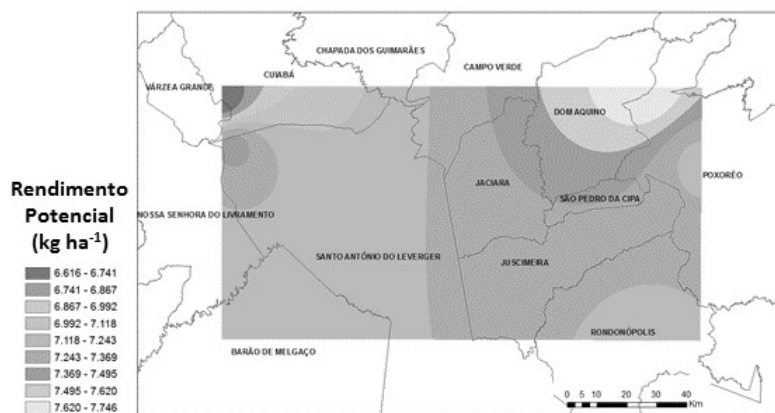 CHAPADA DOS GUIMARÃES
CAMPO VERDE
CUIABÁ
VÁRZEA GRANDE
DOM AQUINO
POXORÉO
JACIARA
SÃO PEDRO DA CIPA
NOSSA SENHORA DO LIVRAMENTO
SANTO ANTÔNIO DO LEVERGER
JUSCIMEIRA
RONDONÓPOLIS
BARÃO DE MELGAÇO
Rendimento
Potencial
(kg ha-1)
6.616 - 6.741
6.741 - 6.867
6.867 - 6.992
6.992 - 7.118
7.118 - 7.243
7.243 - 7.369
7.369 - 7.495
7.495 - 7.620
7.620 - 7.746
0 5 10 20 30 40
Km